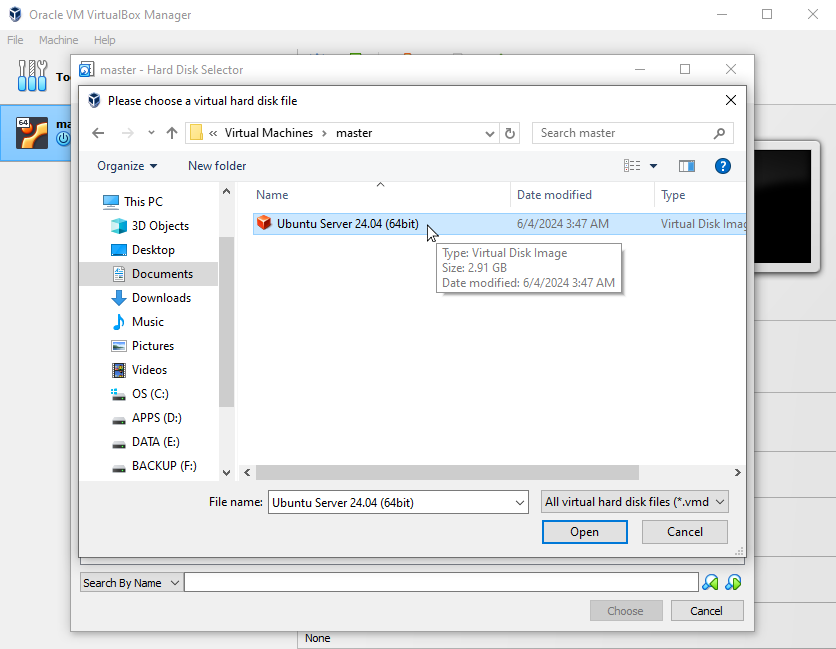 Oracle VM VirtualBox Manager
File Machine Help
master - Hard Disk Selector
Please choose a virtual hard disk file
« Virtual Machines › master
Search master
Organize
New folder
Name
Date modified
Type
This PC
3D Objects
Desktop
Documents
Downloads
Music
Pictures
Videos
OS (C:)
APPS (D:)
DATA (E:)
BACKUP (F:)
Ubuntu Server 24.04 (64bit)
6/4/2024 3:47 AM
Virtual Disk Imag
Type: Virtual Disk Image
Size: 2.91 GB
Date modified: 6/4/2024 3:47 AM
File name:
Ubuntu Server 24.04 (64bit)
All virtual hard disk files (*.vmd
Open
Cancel
Search By Name
Choose
Cancel
None
To
64
ma